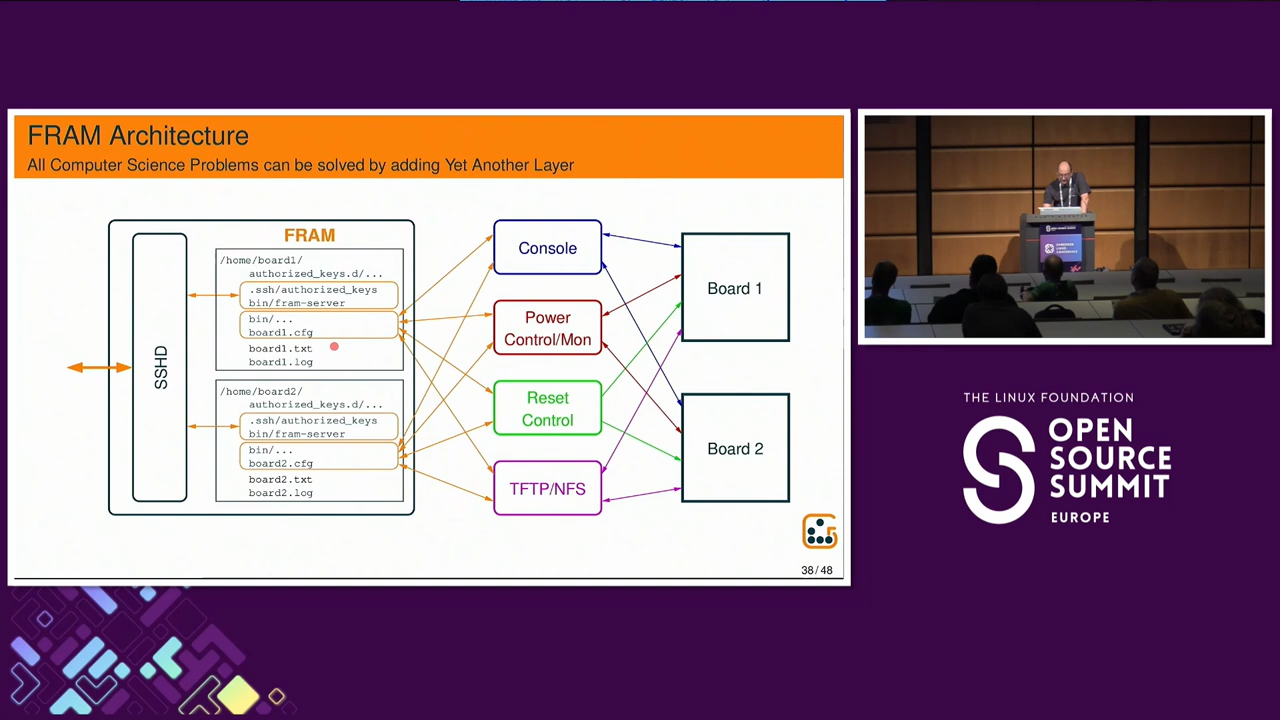 FRAM Architecture
All Computer Science Problems can be solved by adding Yet Another Layer
SSHD
FRAM
/home/board1/
authorized_keys.d/...
.ssh/authorized_keys
bin/fram-server
bin/...
board1.cfg
board1.txt
board1.log
/home/board2/
authorized_keys.d/...
.ssh/authorized_keys
bin/fram-server
bin/...
board2.cfg
board2.txt
board2.log
Console
Power
Control/Mon
Reset
Control
TFTP/NFS
Board 1
Board 2
38/48
THE LINUX FOUNDATION
OPEN
SOURCE
SUMMIT
EUROPE